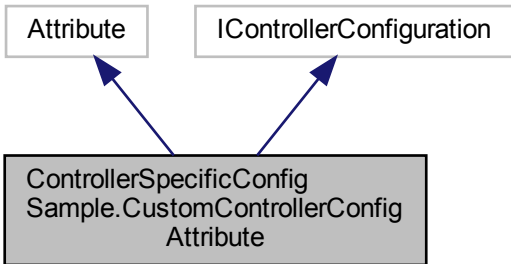 Attribute
IControllerConfiguration
ControllerSpecificConfig
Sample.CustomControllerConfig
Attribute